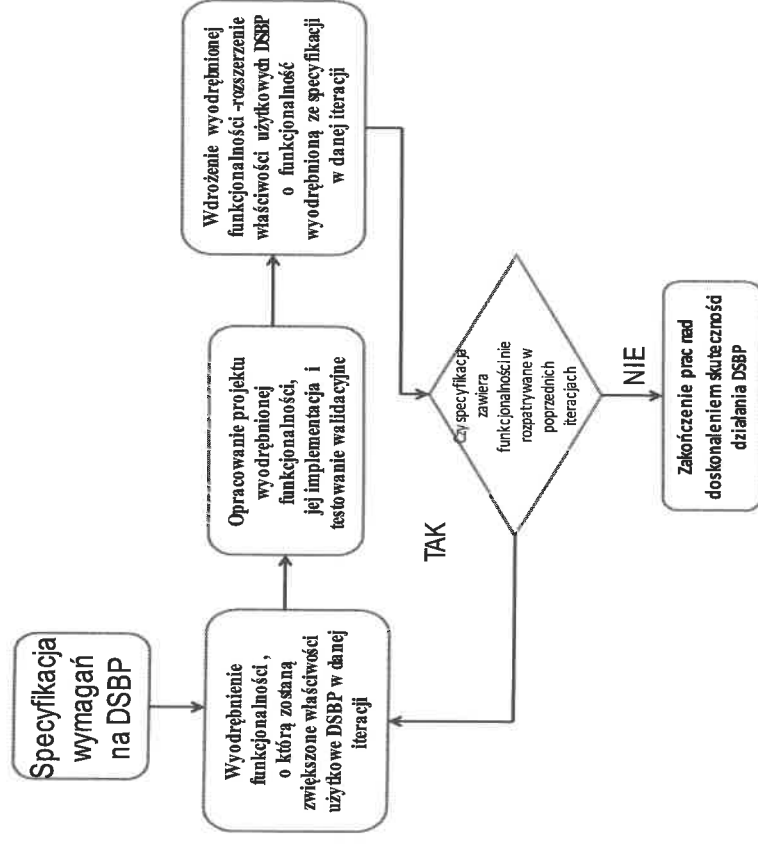 Specyfikacja
wymagań
na DSBP
Wyodrębnienie
funkcjonalności ,
o którą zostaną
zwiększone właściwości
użytkowe DSBP w danej
iteracji
Opracowanie projektu
wyodrębnionej
funkcjonalności,
jej implementacja i
testowanie walidacyjne
Wdrożenie wyodrębnionej
funkcjonalności -rozszerzenie
właściwości użytkowych DSBP
o funkcjonalność
wyodrębnioną ze specyfikacji
w danej iteracji
Czy specyfikacja
zawiera
funkcjonalności nie
rozpatrywane w
poprzednich
iteracjach
TAK
NIE
Zakończenie prac nad
doskonaleniem skuteczności
działania DSBP